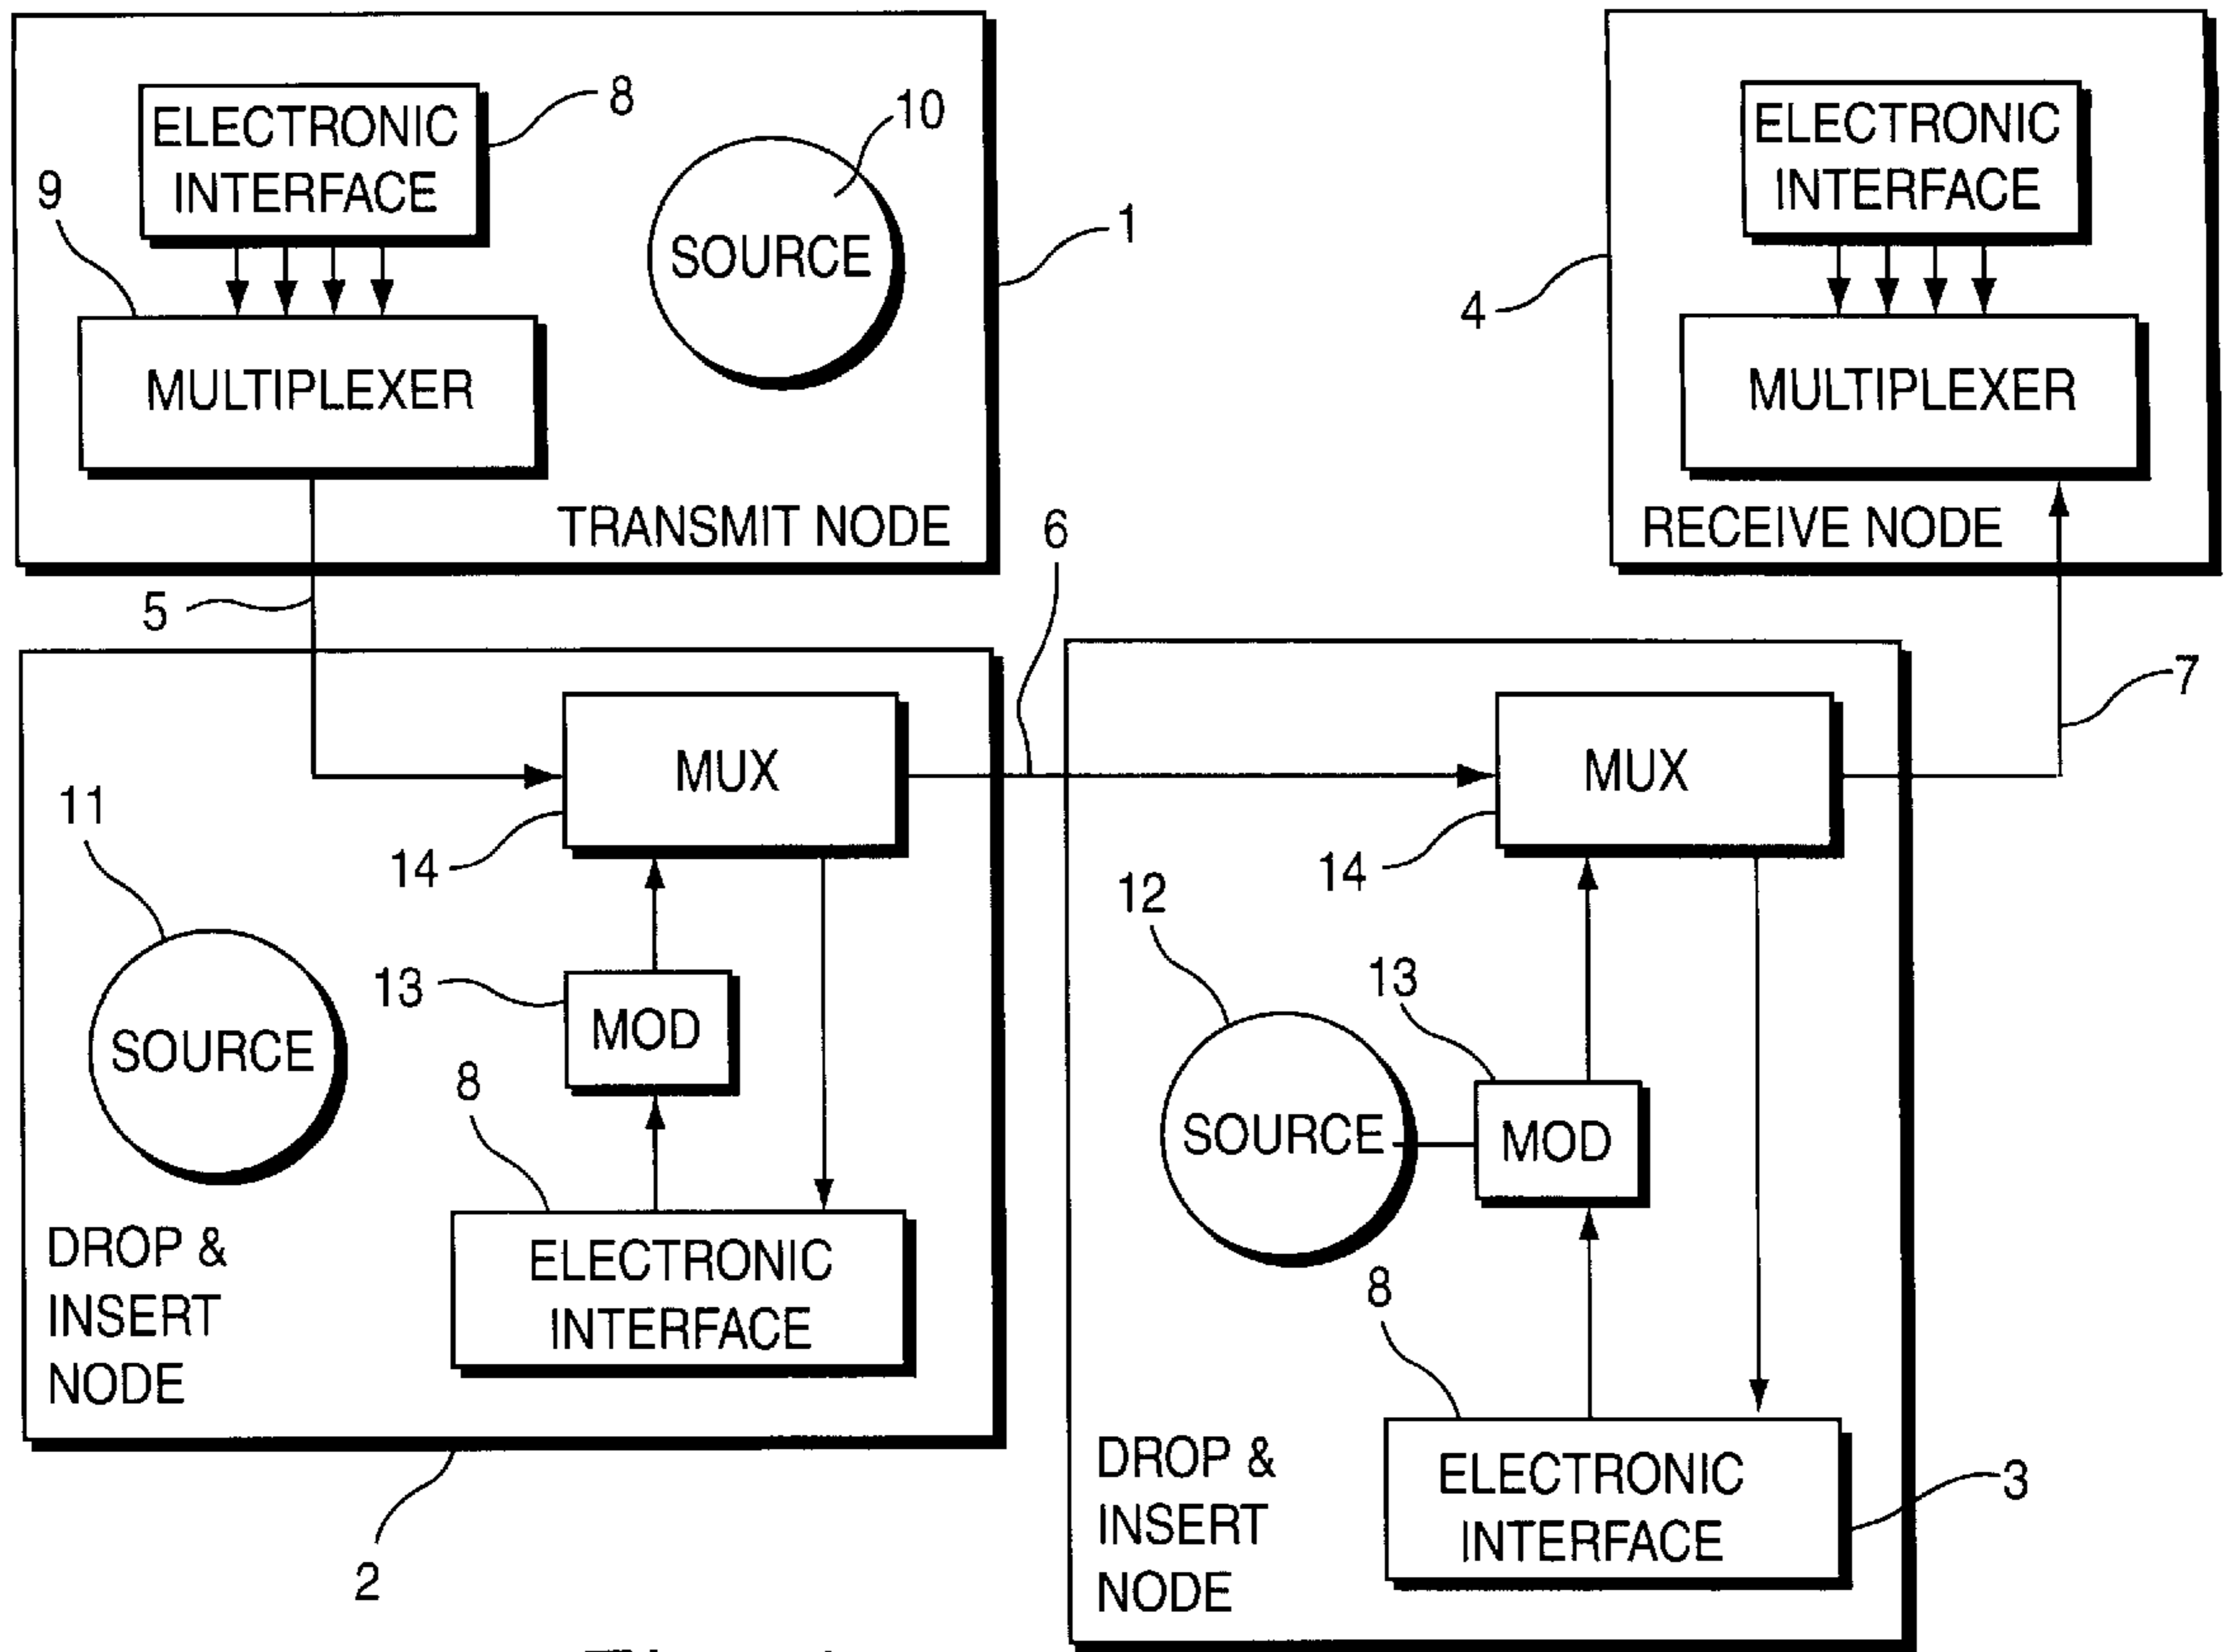 ELECTRONIC
INTERFACE
8
10
9
SOURCE
1
MULTIPLEXER
TRANSMIT NODE
5
6
ELECTRONIC
INTERFACE
4
MULTIPLEXER
RECEIVE NODE
7
MUX
14
11
SOURCE
13
MOD
8
ELECTRONIC
INTERFACE
DROP &
INSERT
NODE
2
MUX
14
12
13
SOURCE
MOD
8
ELECTRONIC
INTERFACE
3
DROP &
INSERT
NODE